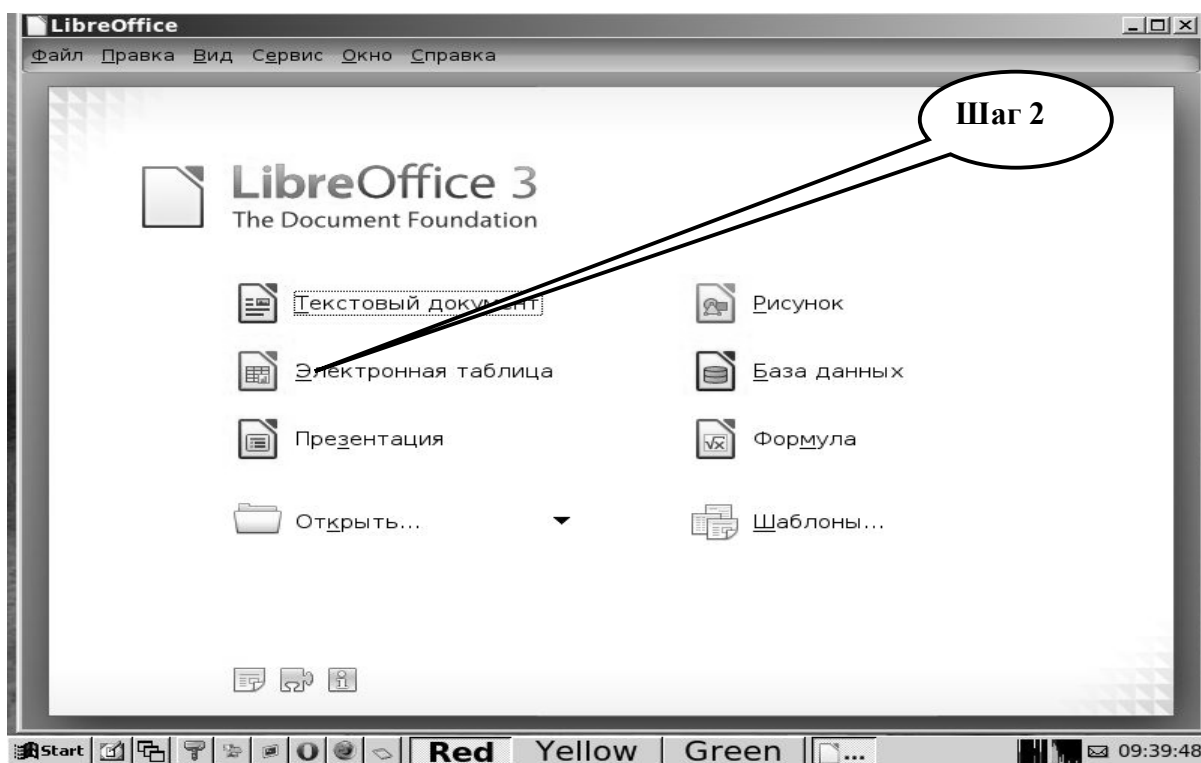 LibreOffice
Файл Правка Вид Сервис Окно Справка
Шаг 2
LibreOffice 3
The Document Foundation
Текстовый документ
Рисунок
Электронная таблица
База данных
Презентация
Формула
Открыть...
Шаблоны...
Start Red Yellow Green ... 09:39:48